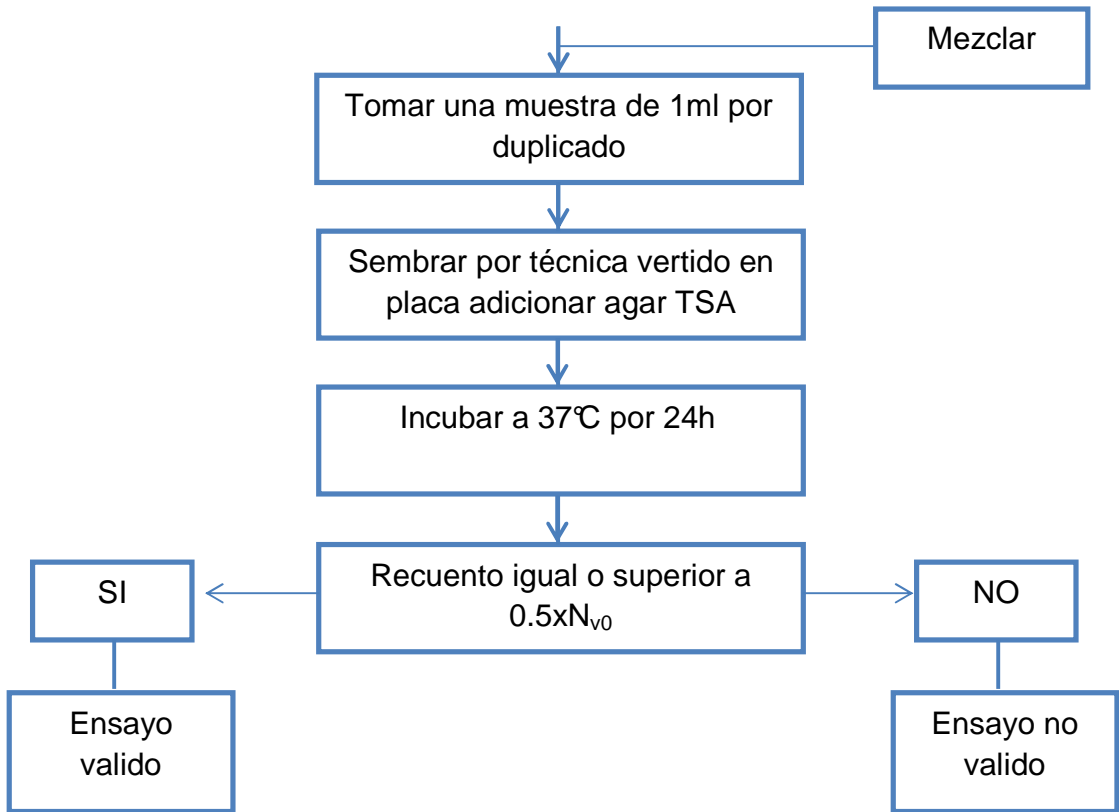 Mezclar
Tomar una muestra de 1ml por
duplicado
Sembrar por técnica vertido en
placa adicionar agar TSA
Incubar a 37°C por 24h
Recuento igual o superior a
0.5xNv0
SI
NO
Ensayo
valido
Ensayo no
valido